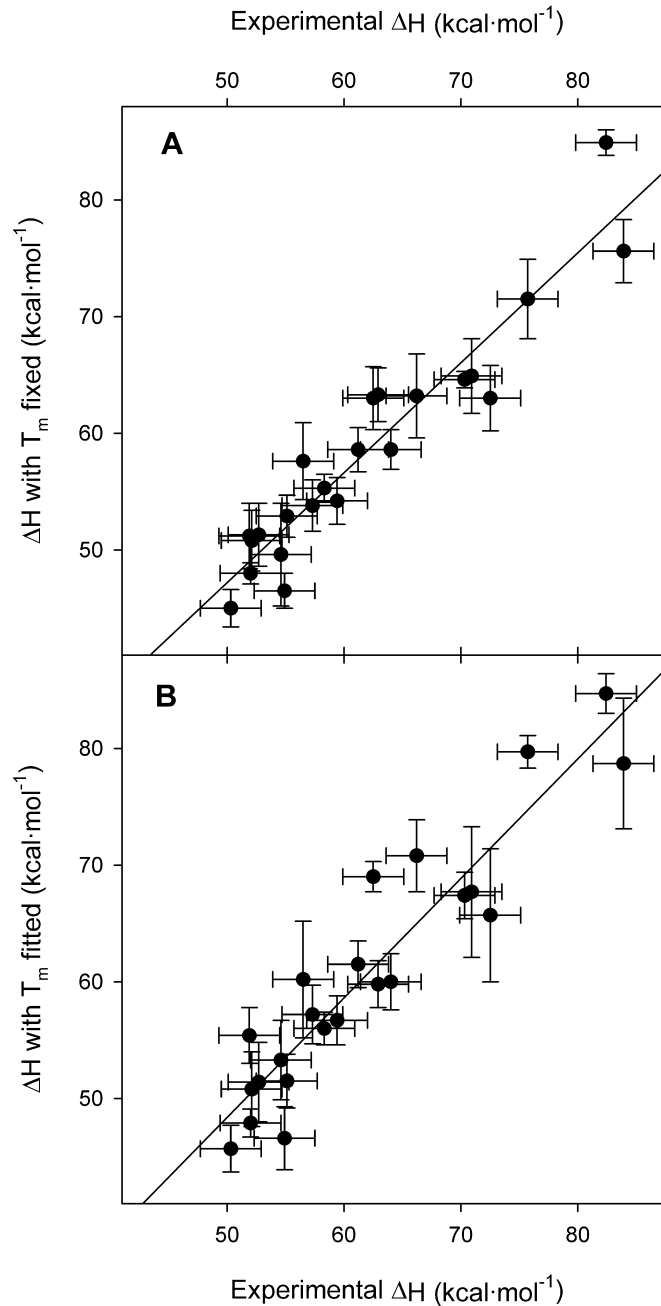 Experimental ΔH (kcal·mol⁻¹)
50 60 70 80
A
80
70
60
50
ΔH with Tₘ fixed (kcal·mol⁻¹)
B
80
70
60
50
ΔH with Tₘ fitted (kcal·mol⁻¹)
50 60 70 80
Experimental ΔH (kcal·mol⁻¹)